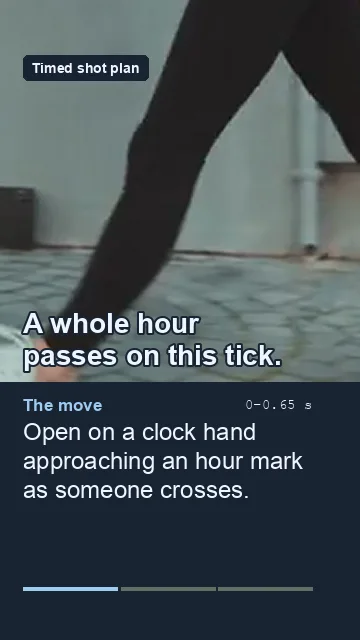 Timed shot plan
A whole hour
passes on this tick.
The move
0–0.65 s
Open on a clock hand
approaching an hour mark
as someone crosses.